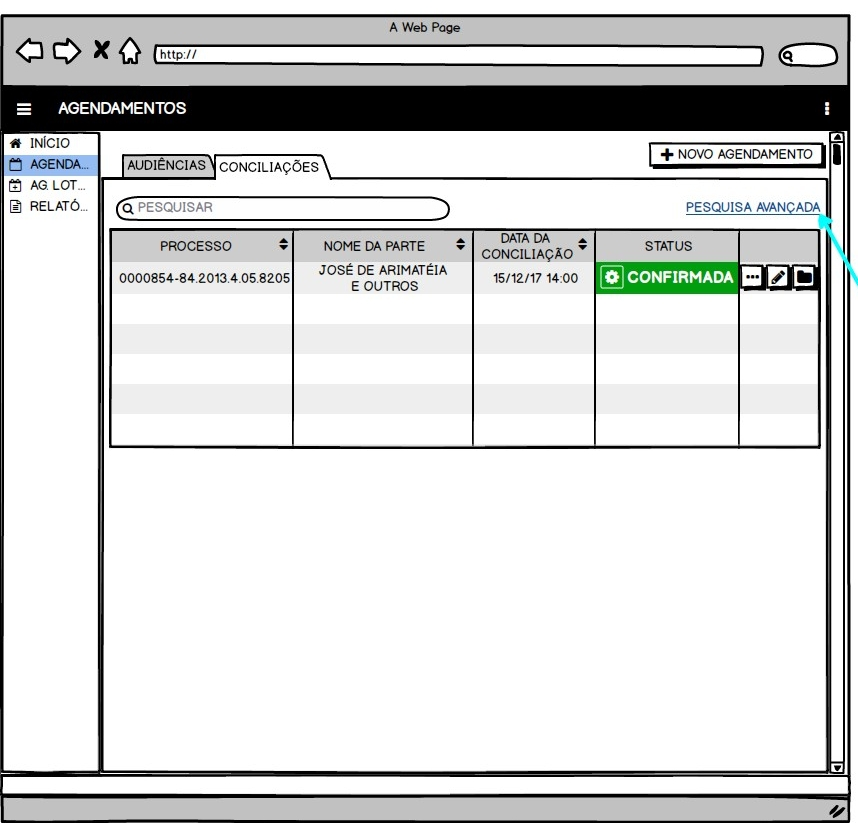 A Web Page
http://
AGENDAMENTOS
INÍCIO
AGENDA...
AG. LOT...
RELATÓ...
AUDIÊNCIAS
CONCILIAÇÕES
NOVO AGENDAMENTO
PESQUISAR
PESQUISA AVANÇADA
PROCESSO
NOME DA PARTE
DATA DA
CONCILIAÇÃO
STATUS
0000854-84.2013.4.05.8205
JOSÉ DE ARIMATÉIA
E OUTROS
15/12/17 14:00
CONFIRMADA